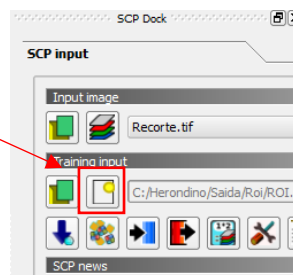 SCP Dock
SCP input
Input image
Recorte.tif
Training input
C:/Herondino/Saida/Roi/ROI.
SCP news